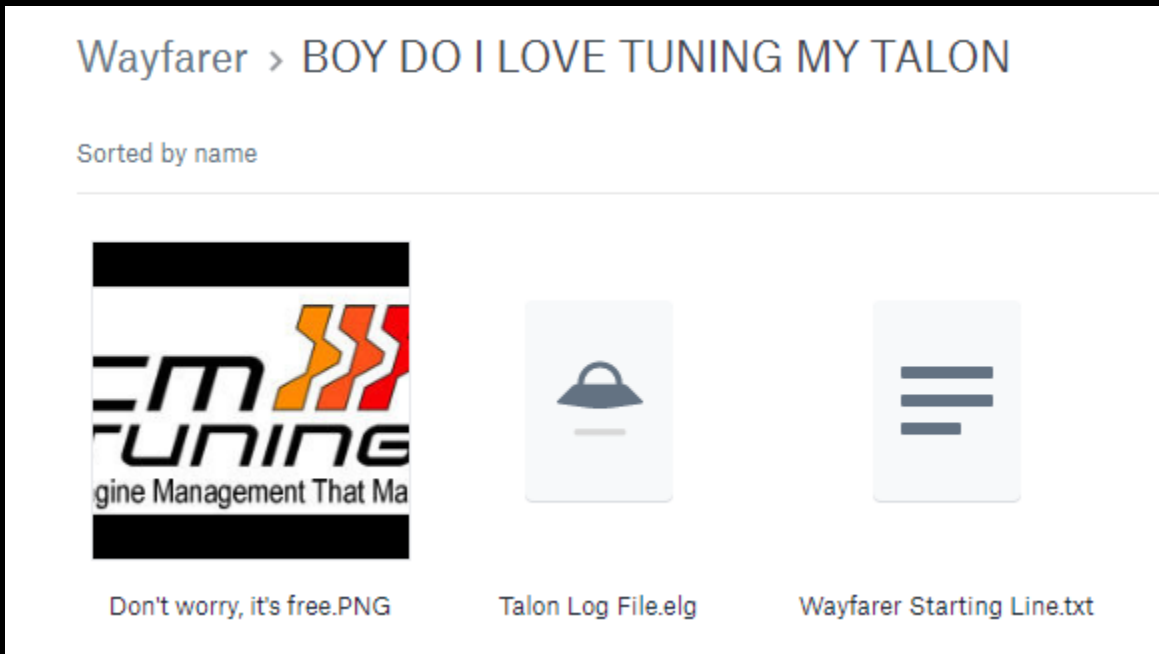 Wayfarer > BOY DO I LOVE TUNING MY TALON
Sorted by name
cm
TUNING
gine Management That Ma
Don't worry, it's free.PNG
Talon Log File.elg
Wayfarer Starting Line.txt